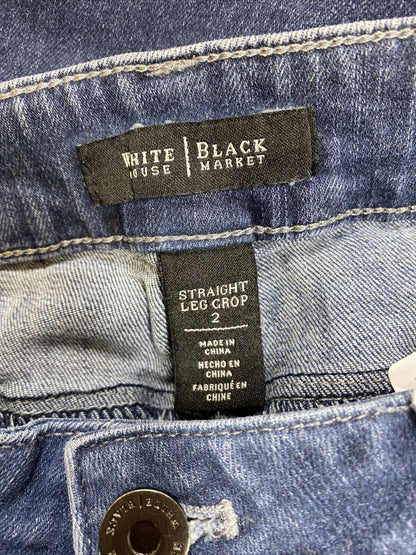 WHITE | BLACK
HOUSE | MARKET
STRAIGHT
LEG CROP
2
MADE IN
CHINA
HECHO EN
CHINA
FABRIQUÉ EN
CHINE